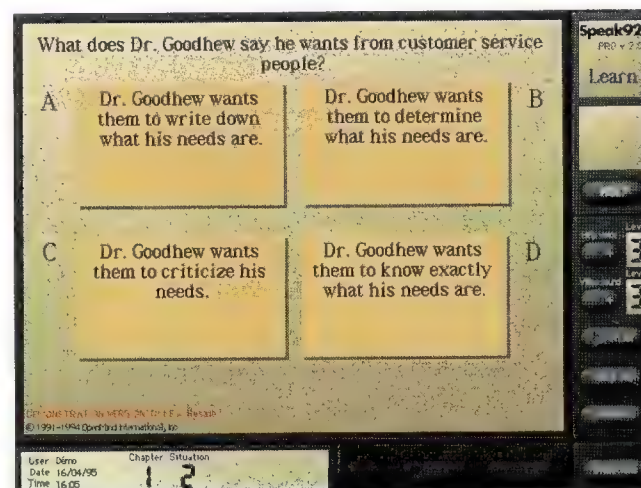 What does Dr. Goodhew say he wants from customer service
people?
A
Dr. Goodhew wants
them to write down
what his needs are.
Dr. Goodhew wants
them to determine
what his needs are.
B
C
Dr. Goodhew wants
them to criticize his
needs.
Dr. Goodhew wants
them to know exactly
what his needs are.
D
© 1991-1994 OpenMind International, Inc
User Demo
Date 16/04/95
Time 16:05
Chapter Situation
1 2
Speak92
Learn